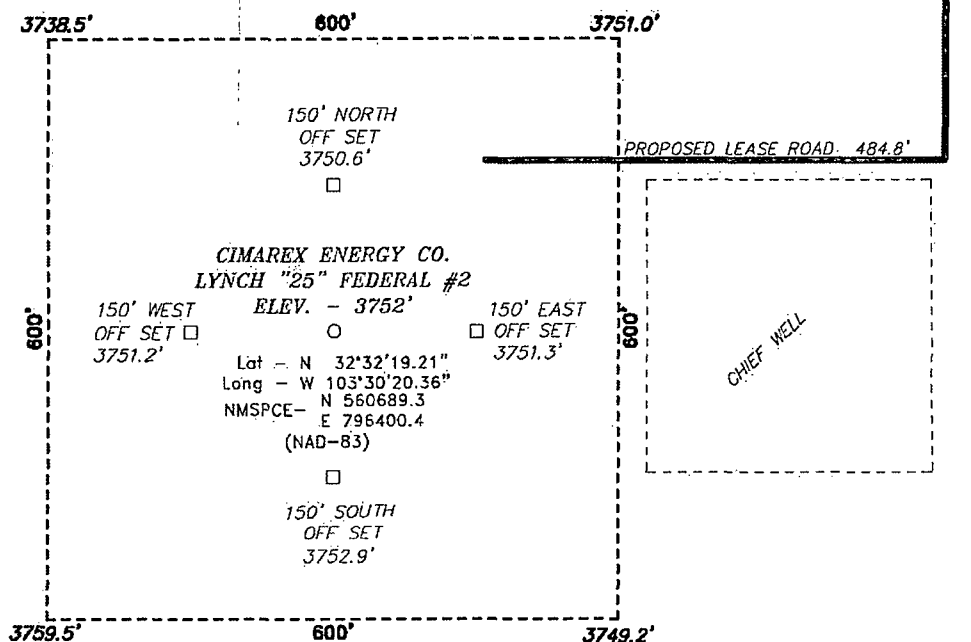 3738.5' 600' 3751.0'
150' NORTH
OFF SET
3750.6'
PROPOSED LEASE ROAD 484.8'
CIMAREX ENERGY CO.
LYNCH "25" FEDERAL #2
ELEV. - 3752'
150' WEST
OFF SET
3751.2'
150' EAST
OFF SET
3751.3'
600'
600'
CHIEF WELL
Lat - N 32°32'19.21"
Long - W 103°30'20.36"
NMSPCE- N 560689.3
E 796400.4
(NAD-83)
150' SOUTH
OFF SET
3752.9'
3759.5' 600' 3749.2'